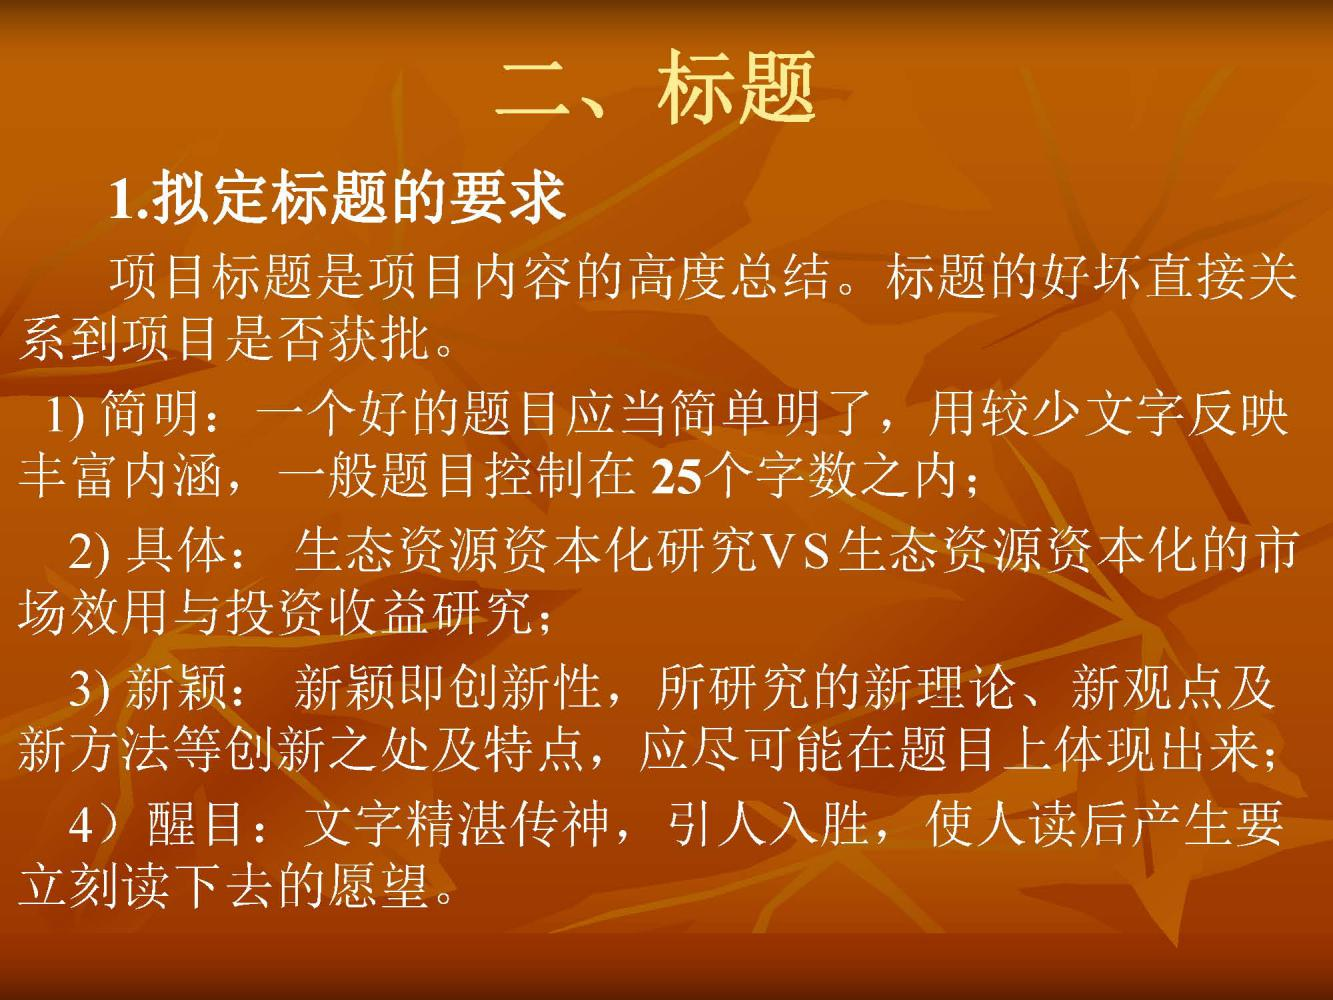 二、标题
1.拟定标题的要求
项目标题是项目内容的高度总结。标题的好坏直接关
系到项目是否获批。
1) 简明： 一个好的题目应当简单明了，用较少文字反映
丰富内涵，一般题目控制在 25个字数之内；
2) 具体： 生态资源资本化研究VS生态资源资本化的市
场效用与投资收益研究；
3) 新颖： 新颖即创新性，所研究的新理论、新观点及
新方法等创新之处及特点，应尽可能在题目上体现出来；
4）醒目：文字精湛传神，引人入胜，使人读后产生要
立刻读下去的愿望。